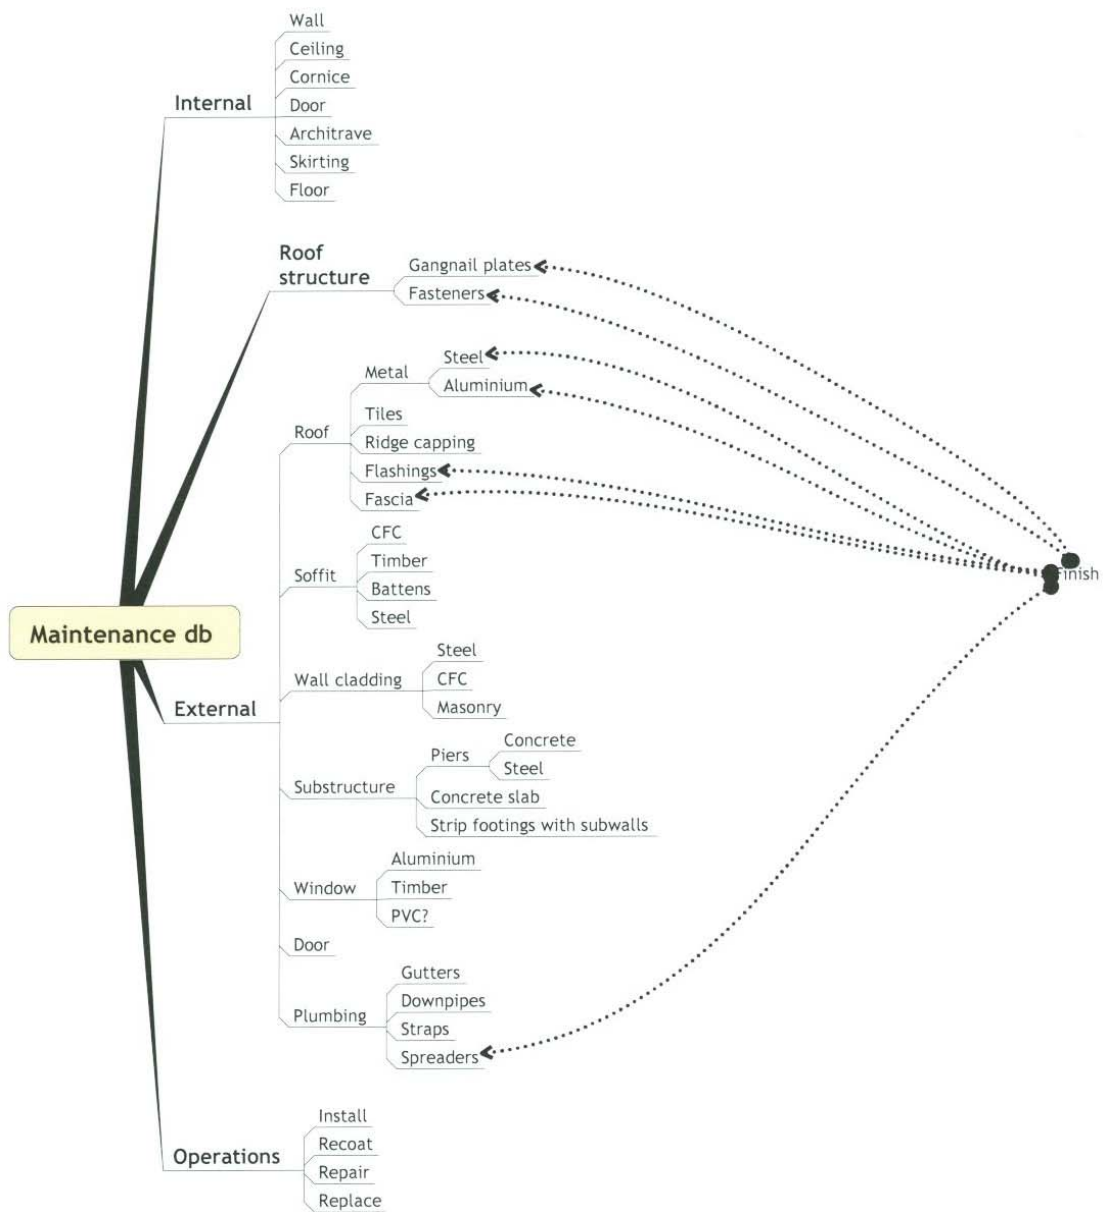 Wall
Ceiling
Cornice
Internal
Door
Architrave
Skirting
Floor
Roof
structure
Gangnail plates
Fasteners
Steel
Metal
Aluminium
Tiles
Roof
Ridge capping
Flashings
Fascia
CFC
Timber
Soffit
Battens
Steel
Finish
Maintenance db
Steel
Wall cladding
CFC
Masonry
External
Concrete
Piers
Steel
Substructure
Concrete slab
Strip footings with subwalls
Aluminium
Window
Timber
PVC?
Door
Gutters
Downpipes
Plumbing
Straps
Spreaders
Install
Recoat
Operations
Repair
Replace